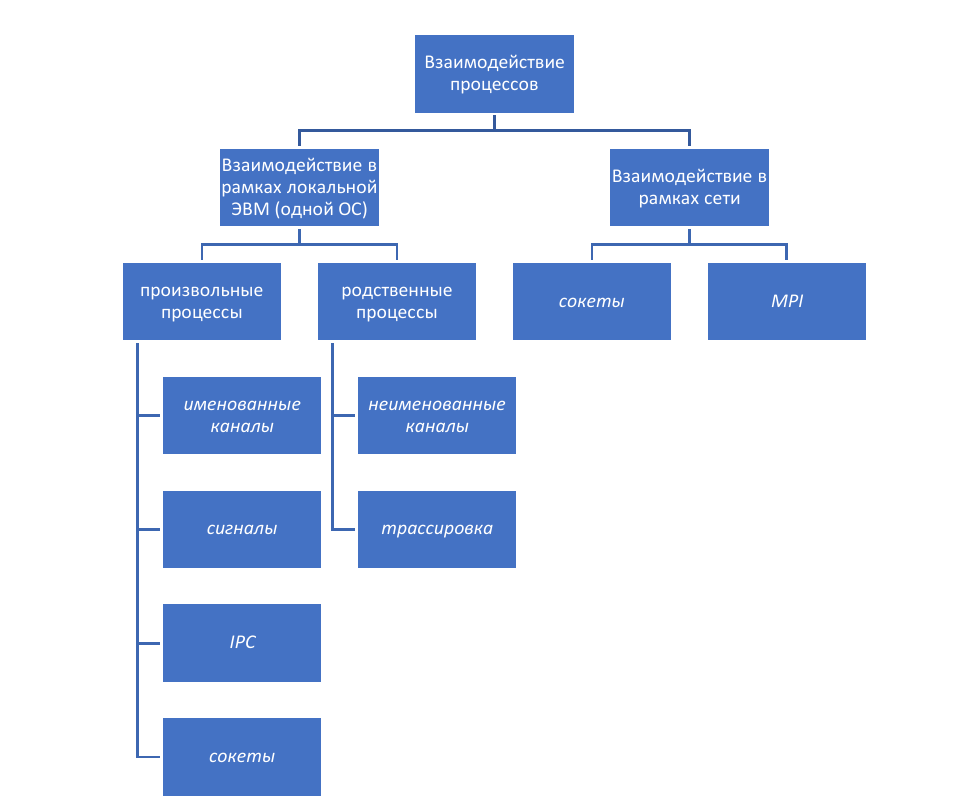 Взаимодействие
процессов
Взаимодействие в
рамках локальной
ЭВМ (одной ОС)
Взаимодействие в
рамках сети
произвольные
процессы
родственные
процессы
сокеты
MPI
именованные
каналы
неименованные
каналы
сигналы
трассировка
IPC
сокеты